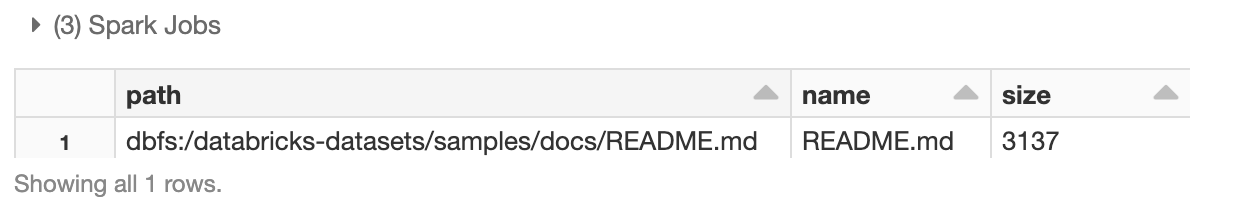 (3) Spark Jobs
path name size
1 dbfs:/databricks-datasets/samples/docs/README.md README.md 3137
Showing all 1 rows.